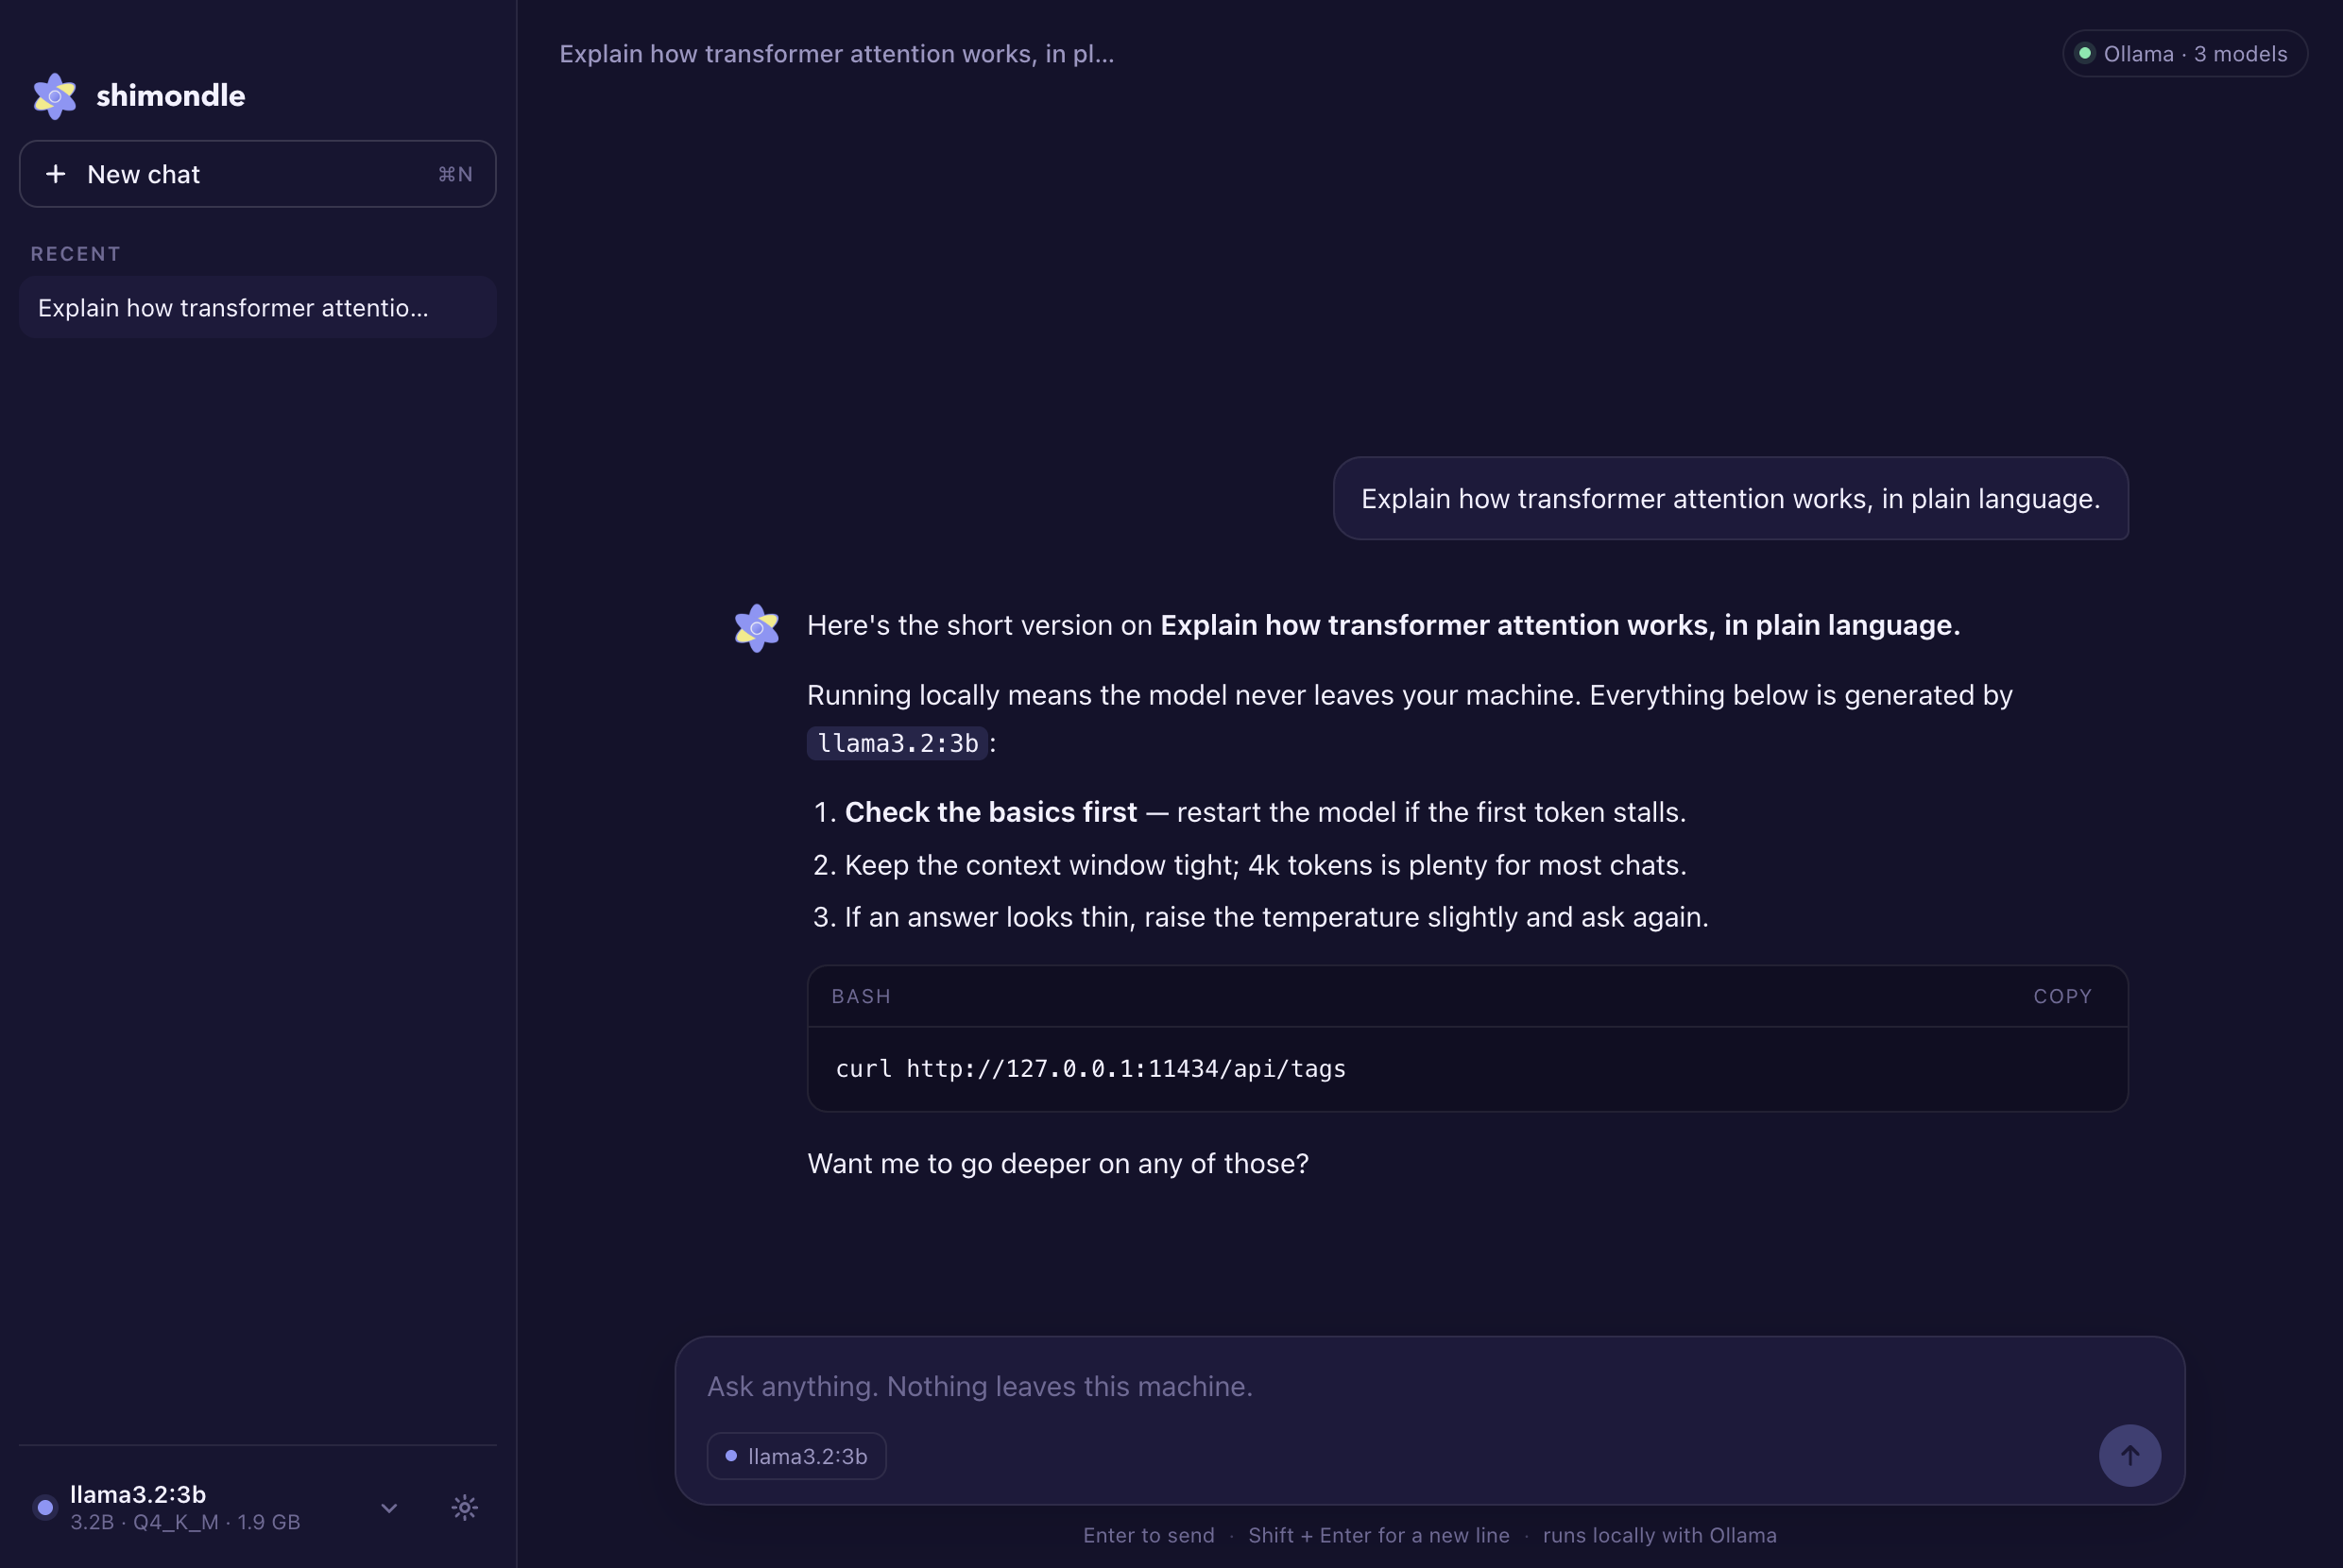 shimondle
New chat ⌘N
RECENT
Explain how transformer attentio...
llama3.2:3b
3.2B · Q4_K_M · 1.9 GB
Explain how transformer attention works, in pl...
Ollama · 3 models
Explain how transformer attention works, in plain language.
Here's the short version on Explain how transformer attention works, in plain language.
Running locally means the model never leaves your machine. Everything below is generated by
llama3.2:3b:
1. Check the basics first — restart the model if the first token stalls.
2. Keep the context window tight; 4k tokens is plenty for most chats.
3. If an answer looks thin, raise the temperature slightly and ask again.
BASH COPY
curl http://127.0.0.1:11434/api/tags
Want me to go deeper on any of those?
Ask anything. Nothing leaves this machine.
llama3.2:3b
Enter to send · Shift + Enter for a new line · runs locally with Ollama